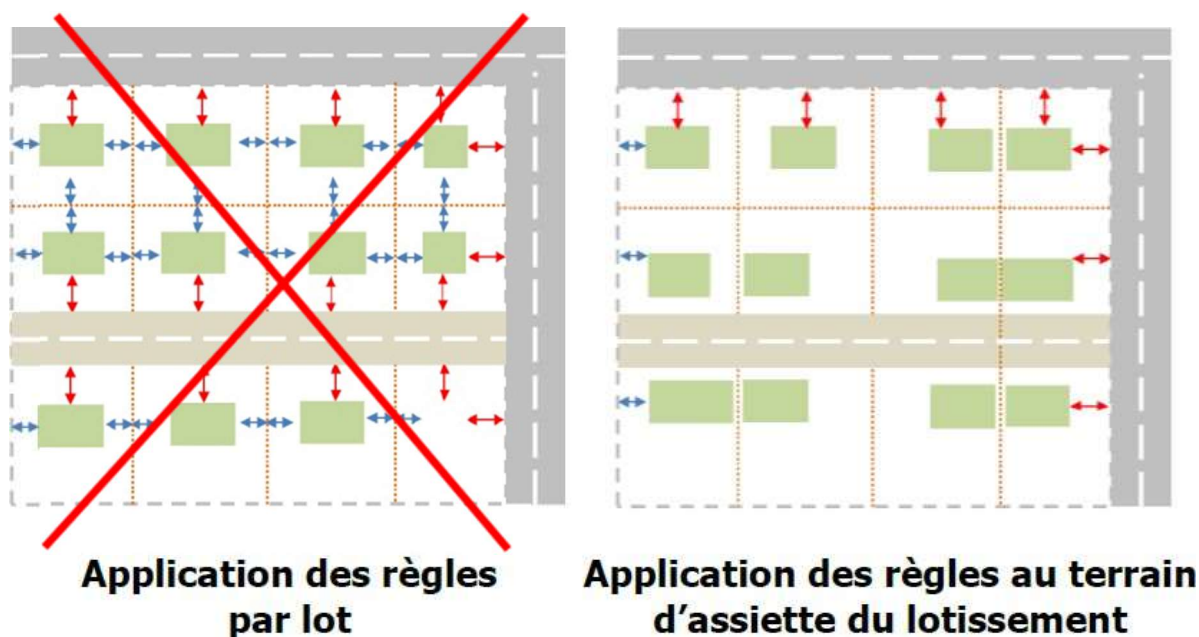 Application des règles
par lot
Application des règles au terrain
d’assiette du lotissement